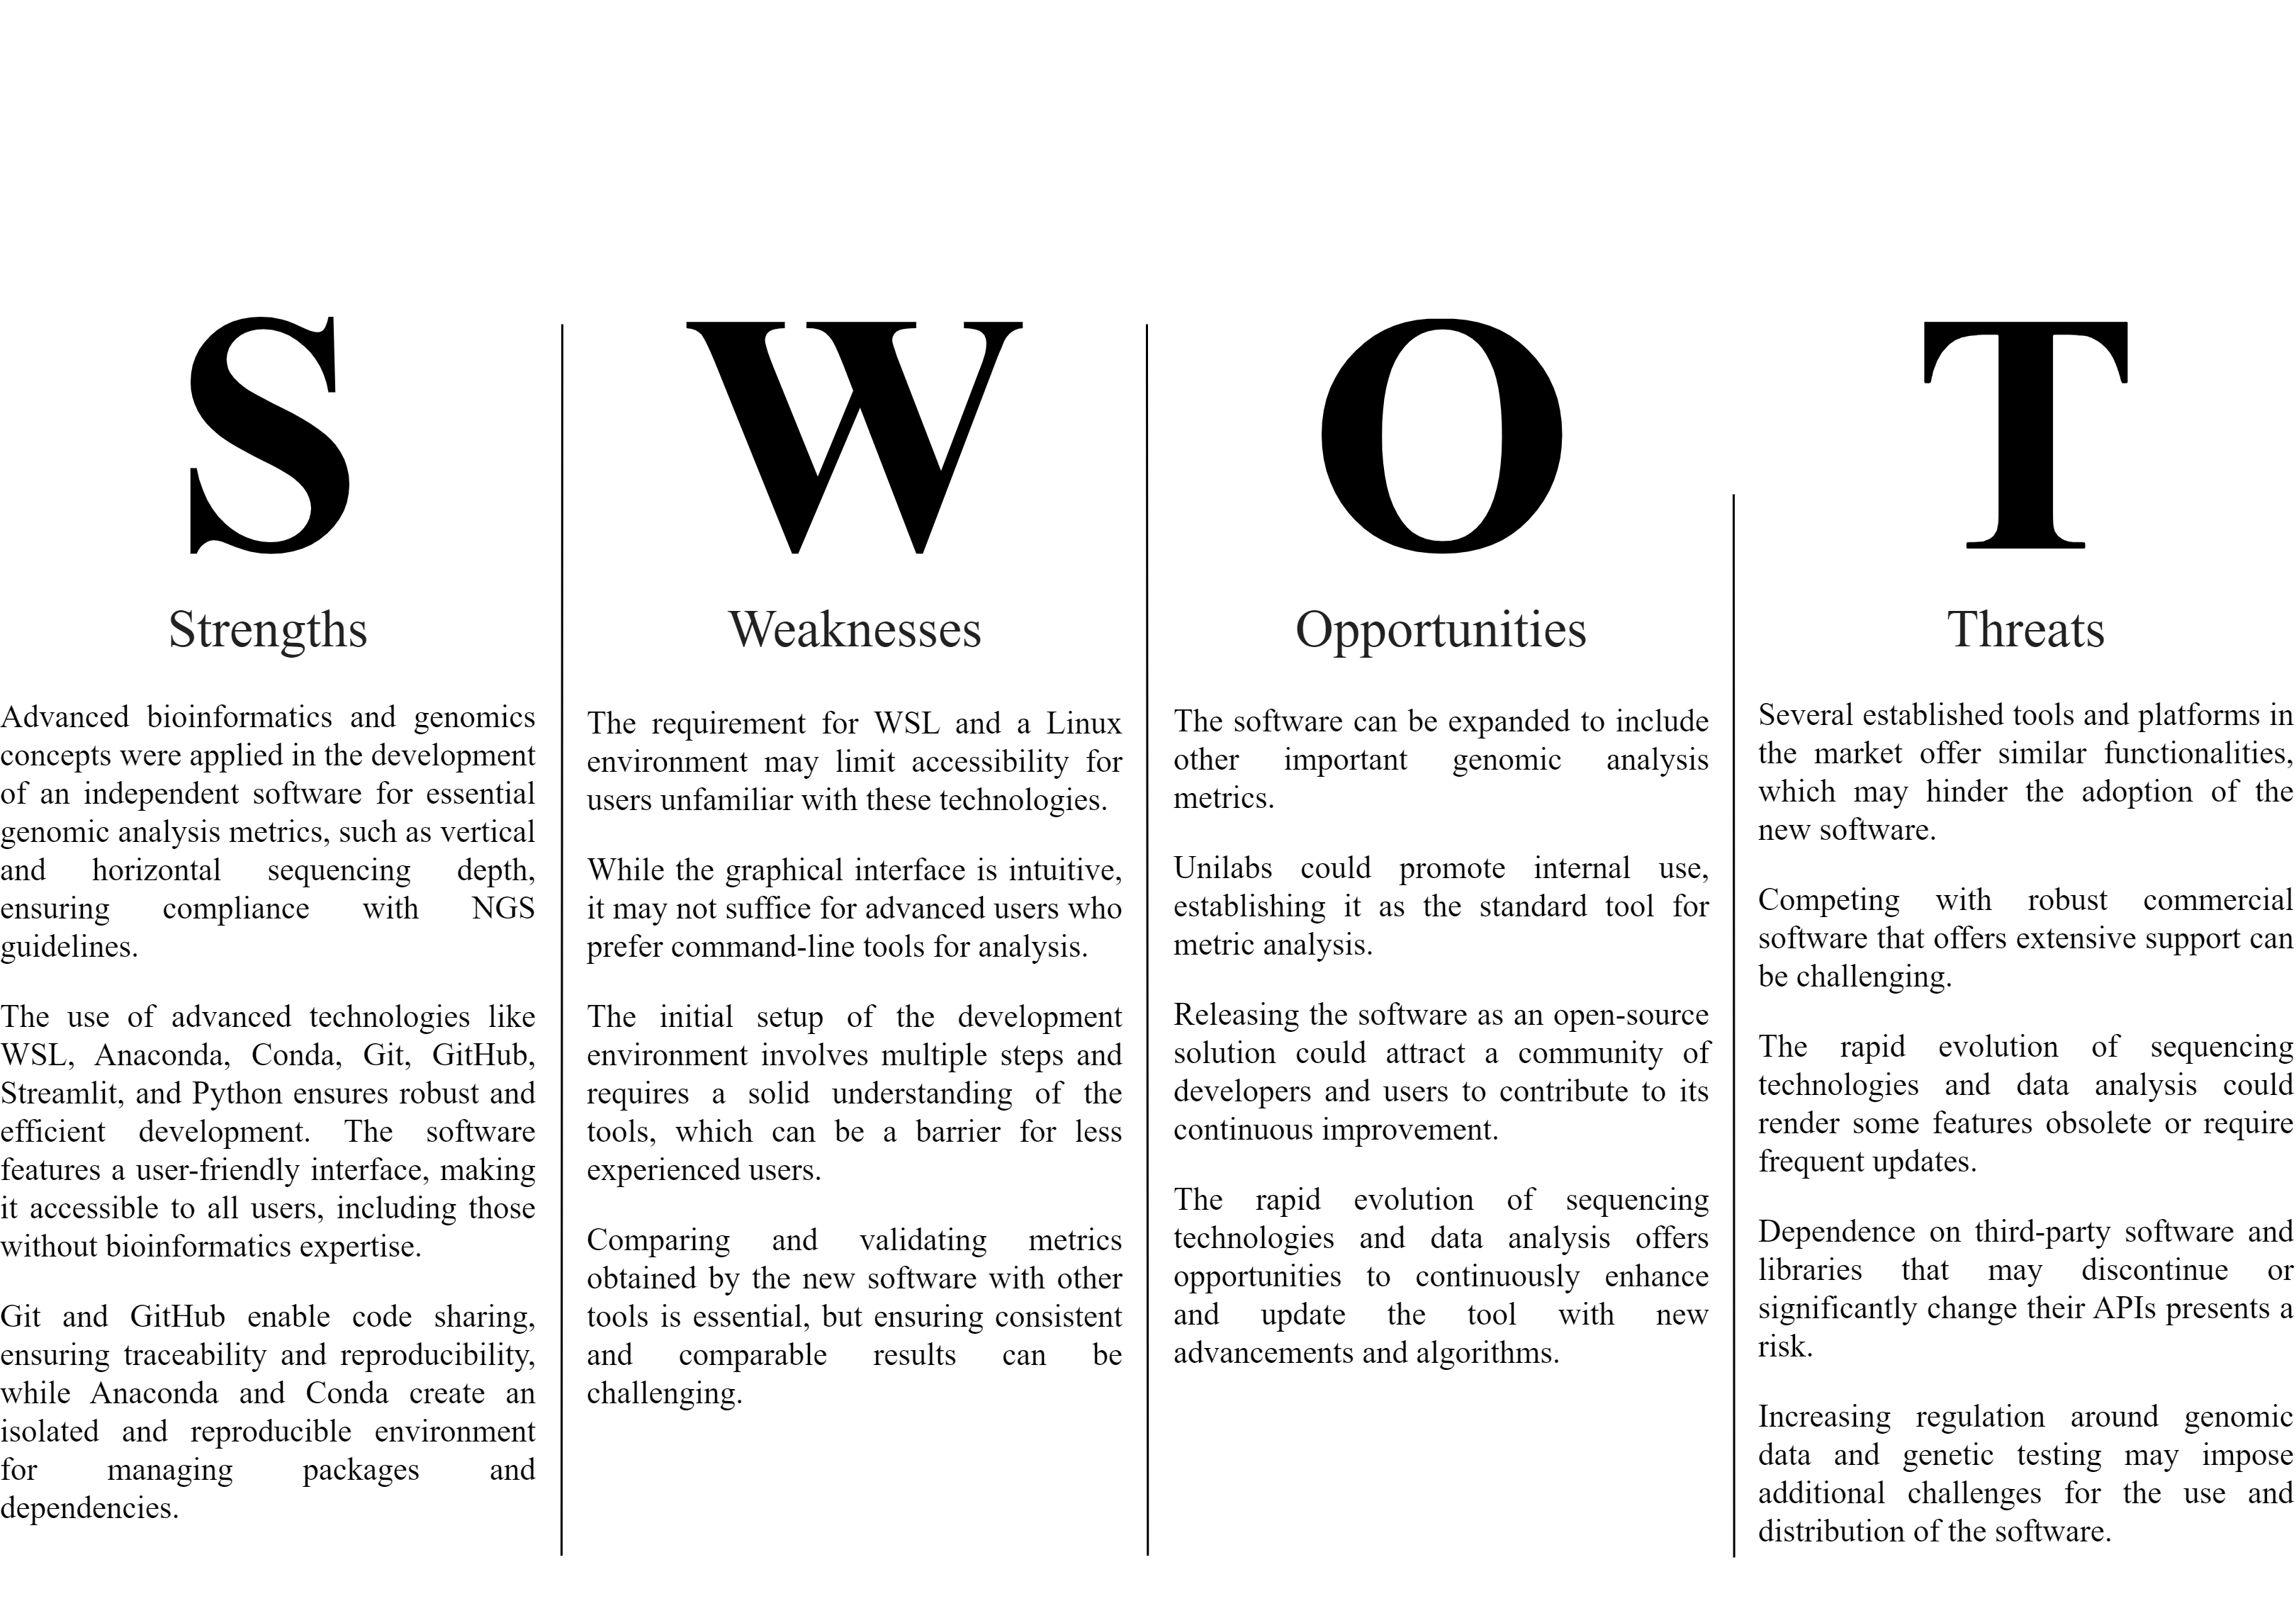 S
Strengths
Advanced bioinformatics and genomics
concepts were applied in the development
of an independent software for essential
genomic analysis metrics, such as vertical
and horizontal sequencing depth,
ensuring compliance with NGS
guidelines.
The use of advanced technologies like
WSL, Anaconda, Conda, Git, GitHub,
Streamlit, and Python ensures robust and
efficient development. The software
features a user-friendly interface, making
it accessible to all users, including those
without bioinformatics expertise.
Git and GitHub enable code sharing,
ensuring traceability and reproducibility,
while Anaconda and Conda create an
isolated and reproducible environment
for managing packages and
dependencies.
W
Weaknesses
The requirement for WSL and a Linux
environment may limit accessibility for
users unfamiliar with these technologies.
While the graphical interface is intuitive,
it may not suffice for advanced users who
prefer command-line tools for analysis.
The initial setup of the development
environment involves multiple steps and
requires a solid understanding of the
tools, which can be a barrier for less
experienced users.
Comparing and validating metrics
obtained by the new software with other
tools is essential, but ensuring consistent
and comparable results can be
challenging.
O
Opportunities
The software can be expanded to include
other important genomic analysis
metrics.
Unilabs could promote internal use,
establishing it as the standard tool for
metric analysis.
Releasing the software as an open-source
solution could attract a community of
developers and users to contribute to its
continuous improvement.
The rapid evolution of sequencing
technologies and data analysis offers
opportunities to continuously enhance
and update the tool with new
advancements and algorithms.
T
Threats
Several established tools and platforms in
the market offer similar functionalities,
which may hinder the adoption of the
new software.
Competing with robust commercial
software that offers extensive support can
be challenging.
The rapid evolution of sequencing
technologies and data analysis could
render some features obsolete or require
frequent updates.
Dependence on third-party software and
libraries that may discontinue or
significantly change their APIs presents a
risk.
Increasing regulation around genomic
data and genetic testing may impose
additional challenges for the use and
distribution of the software.